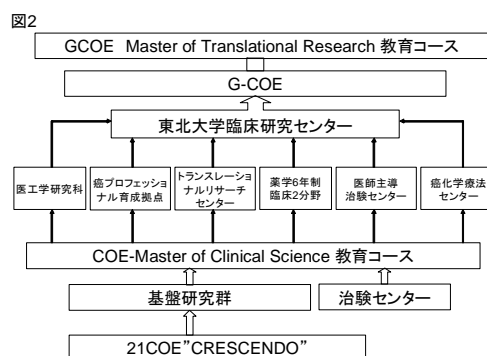 図2
GCOE Master of Translational Research 教育コース
G-COE
東北大学臨床研究センター
医工学研究科
癌プロフェッショ
ナル育成拠点
トランスレーショ
ナルリサーチ
センター
薬学6年制
臨床2分野
医師主導
治験センター
癌化学療法
センター
COE-Master of Clinical Science 教育コース
基盤研究群
治験センター
21COE"CRESCENDO"